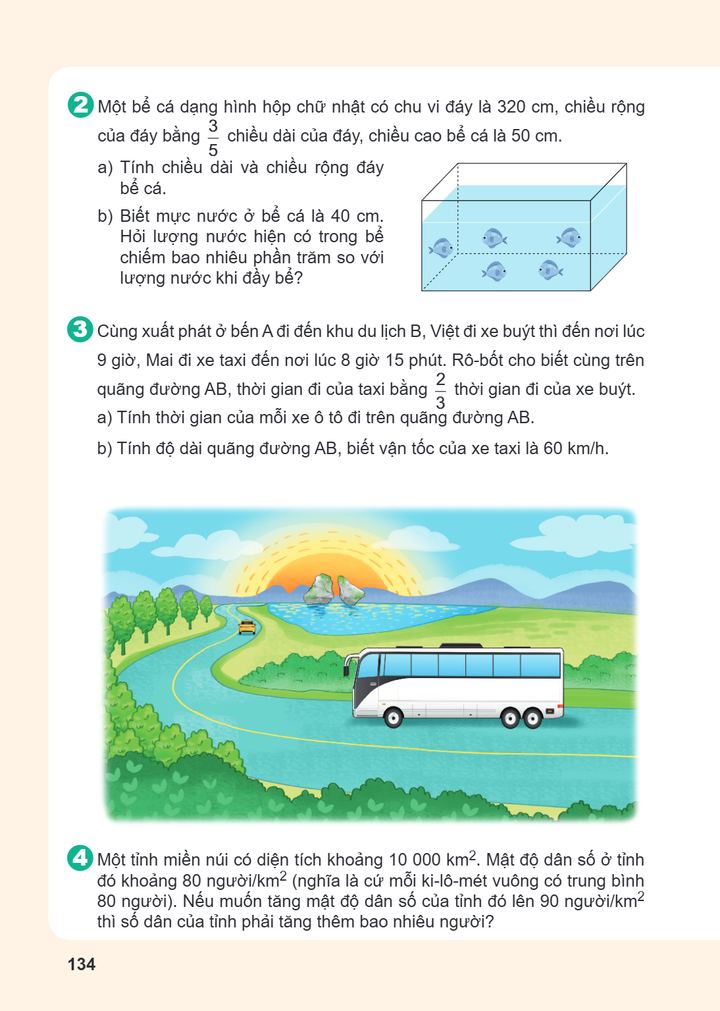 2 Một bể cá dạng hình hộp chữ nhật có chu vi đáy là 320 cm, chiều rộng
của đáy bằng 3/5 chiều dài của đáy, chiều cao bể cá là 50 cm.
a) Tính chiều dài và chiều rộng đáy
bể cá.
b) Biết mực nước ở bể cá là 40 cm.
Hỏi lượng nước hiện có trong bể
chiếm bao nhiêu phần trăm so với
lượng nước khi đầy bể?
3 Cùng xuất phát ở bến A đi đến khu du lịch B, Việt đi xe buýt thì đến nơi lúc
9 giờ, Mai đi xe taxi đến nơi lúc 8 giờ 15 phút. Rô-bốt cho biết cùng trên
quãng đường AB, thời gian đi của taxi bằng 2/3 thời gian đi của xe buýt.
a) Tính thời gian của mỗi xe ô tô đi trên quãng đường AB.
b) Tính độ dài quãng đường AB, biết vận tốc của xe taxi là 60 km/h.
4 Một tỉnh miền núi có diện tích khoảng 10 000 km². Mật độ dân số ở tỉnh
đó khoảng 80 người/km² (nghĩa là cứ mỗi ki-lô-mét vuông có trung bình
80 người). Nếu muốn tăng mật độ dân số của tỉnh đó lên 90 người/km²
thì số dân của tỉnh phải tăng thêm bao nhiêu người?
134